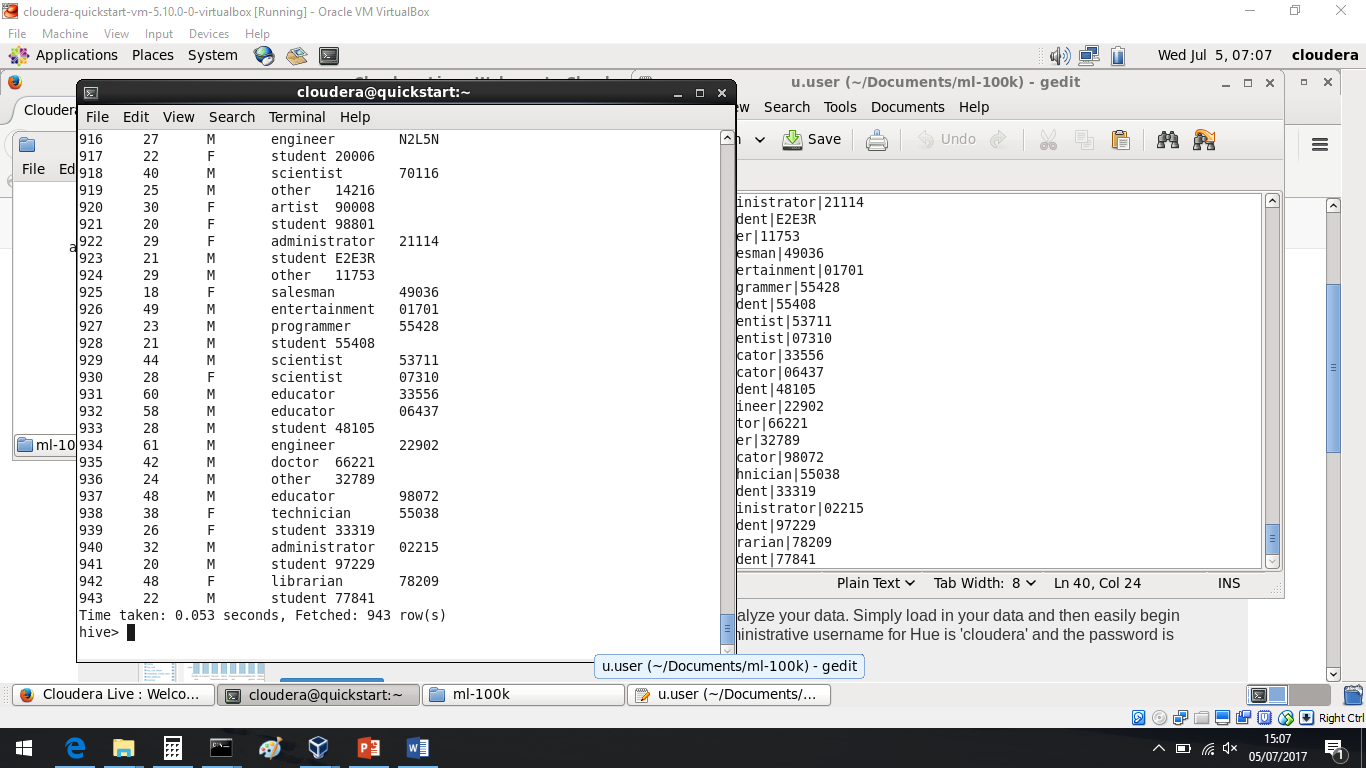 cloudera-quickstart-vm-5.10.0-0-virtualbox [Running] - Oracle VM VirtualBox
File Machine View Input Devices Help
Applications Places System Wed Jul 5, 07:07 cloudera
u.user (~/Documents/ml-100k) - gedit
Search Tools Documents Help
Save Undo
Cloudera
File
cloudera@quickstart:~
File Edit View Search Terminal Help
916 27 M engineer N2L5N
917 22 F student 20006
918 40 M scientist 70116
919 25 M other 14216
920 30 F artist 90008
921 20 F student 98801
922 29 F administrator 21114
923 21 M student E2E3R
924 29 M other 11753
925 18 F salesman 49036
926 49 M entertainment 01701
927 23 M programmer 55428
928 21 M student 55408
929 44 M scientist 53711
930 28 F scientist 07310
931 60 M educator 33556
932 58 M educator 06437
933 28 M student 48105
934 61 M engineer 22902
935 42 M doctor 66221
936 24 M other 32789
937 48 M educator 98072
938 38 F technician 55038
939 26 F student 33319
940 32 M administrator 02215
941 20 M student 97229
942 48 F librarian 78209
943 22 M student 77841
Time taken: 0.053 seconds, Fetched: 943 row(s)
hive>
inistrator|21114
dent|E2E3R
er|11753
esman|49036
ertainment|01701
grammer|55428
dent|55408
entist|53711
entist|07310
cator|33556
cator|06437
dent|48105
ineer|22902
tor|66221
er|32789
cator|98072
hnician|55038
dent|33319
inistrator|02215
dent|97229
rarian|78209
dent|77841
Plain Text Tab Width: 8 Ln 40, Col 24 INS
ml-10
alyze your data. Simply load in your data and then easily begin
ministrative username for Hue is 'cloudera' and the password is
u.user (~/Documents/ml-100k) - gedit
Cloudera Live : Welco... cloudera@quickstart:~ ml-100k u.user (~/Documents/...
Right Ctrl
15:07
05/07/2017
1